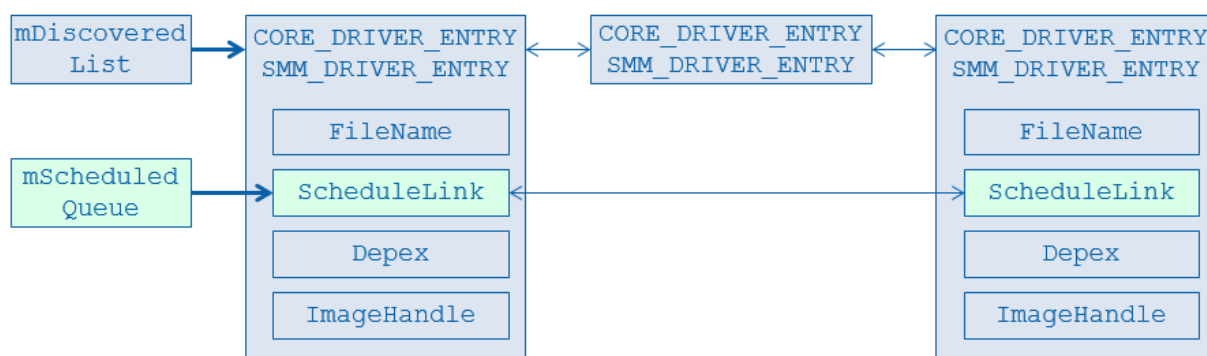 mDiscovered
List
CORE_DRIVER_ENTRY
SMM_DRIVER_ENTRY
CORE_DRIVER_ENTRY
SMM_DRIVER_ENTRY
CORE_DRIVER_ENTRY
SMM_DRIVER_ENTRY
FileName
FileName
mScheduled
Queue
ScheduleLink
ScheduleLink
Depex
Depex
ImageHandle
ImageHandle